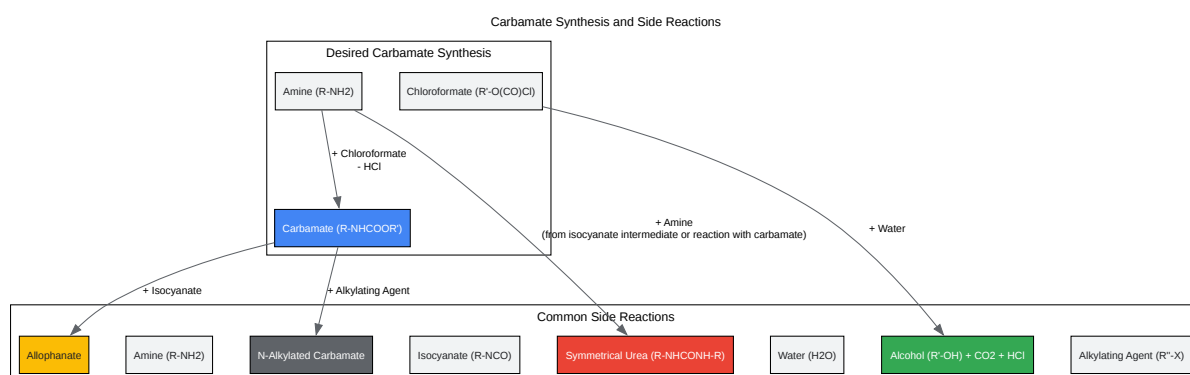 Carbamate Synthesis and Side Reactions
Desired Carbamate Synthesis
Amine (R-NH2)
Chloroformate (R'-O(CO)Cl)
+ Chloroformate
- HCl
Carbamate (R-NHCOOR')
+ Amine
(from isocyanate intermediate or reaction with carbamate)
+ Water
+ Isocyanate
+ Alkylating Agent
Common Side Reactions
Allophanate
Amine (R-NH2)
N-Alkylated Carbamate
Isocyanate (R-NCO)
Symmetrical Urea (R-NHCONH-R)
Water (H2O)
Alcohol (R'-OH) + CO2 + HCl
Alkylating Agent (R''-X)